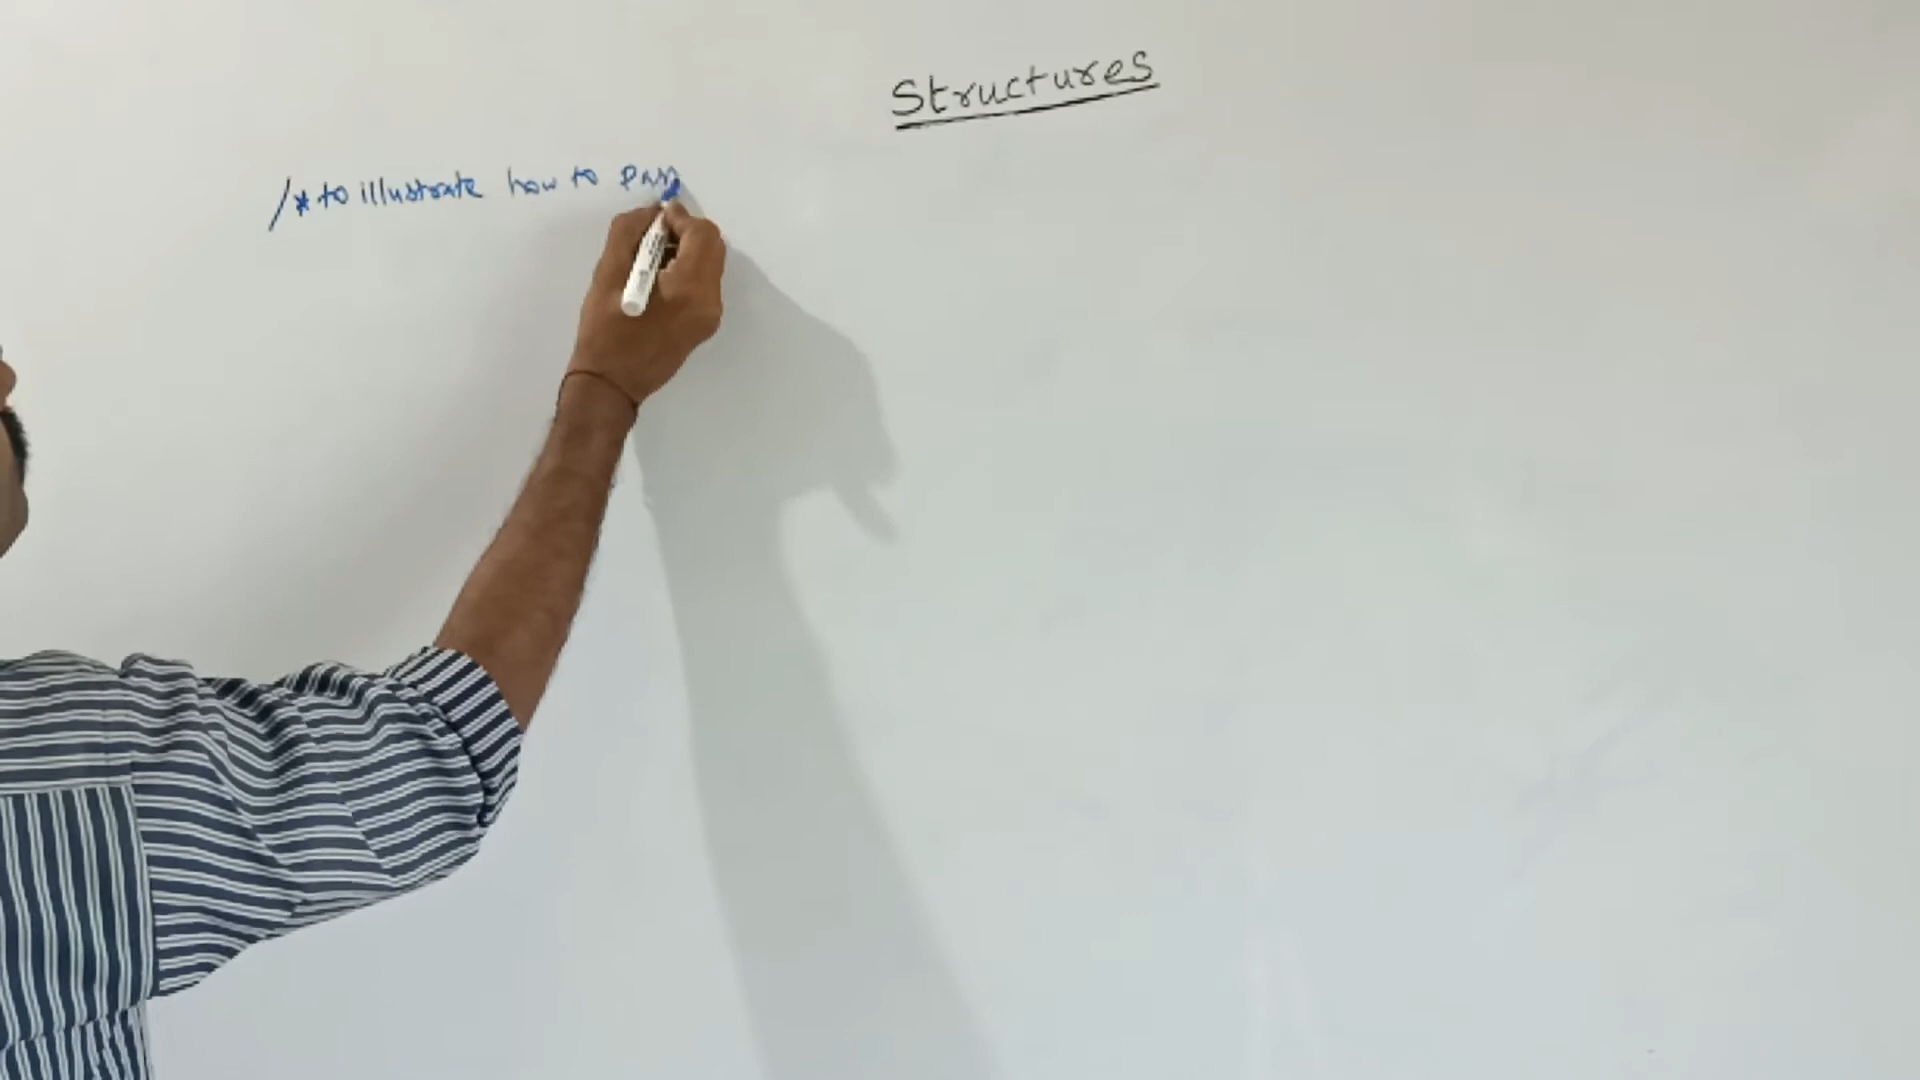 Structures
/* to illustrate how to pass